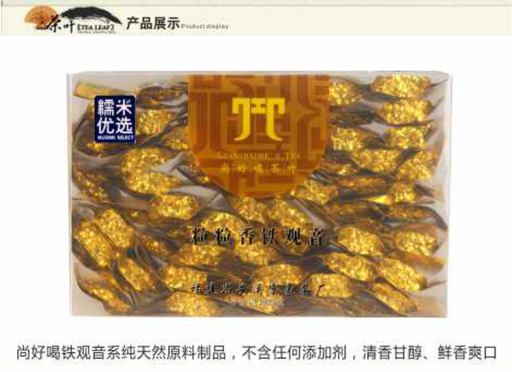 茶叶【TEA LEAF】 产品展示 Product display
糯米
优选
NUOMI SELECT
SHANGHAOHE'S TEA
尚好喝茶叶
粒粒香铁观音
尚好喝铁观音系纯天然原料制品，不含任何添加剂，清香甘醇、鲜香爽口